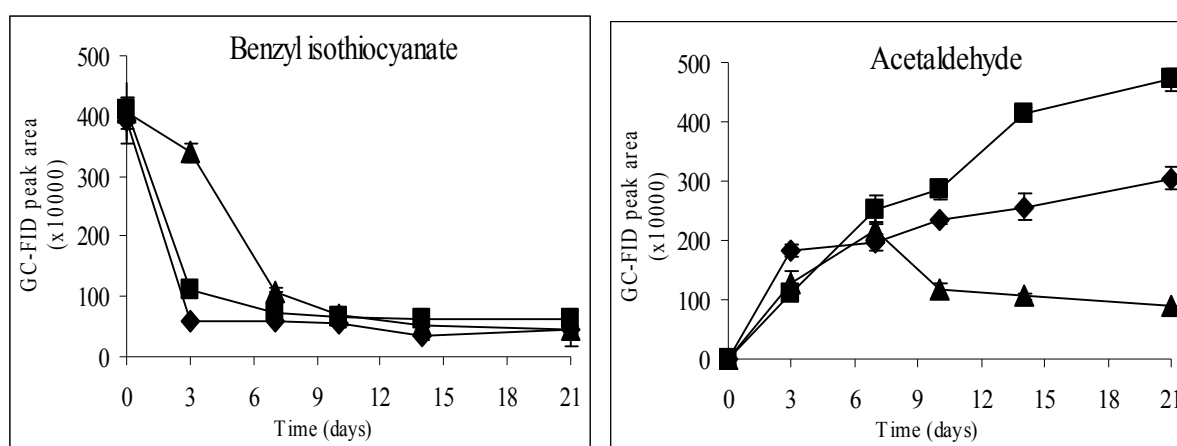 Benzyl isothiocyanate
500
400
300
200
100
0
GC-FID peak area
(x10000)
0 3 6 9 12 15 18 21
Time (days)
Acetaldehyde
500
400
300
200
100
0
GC-FID peak area
(x10000)
0 3 6 9 12 15 18 21
Time (days)